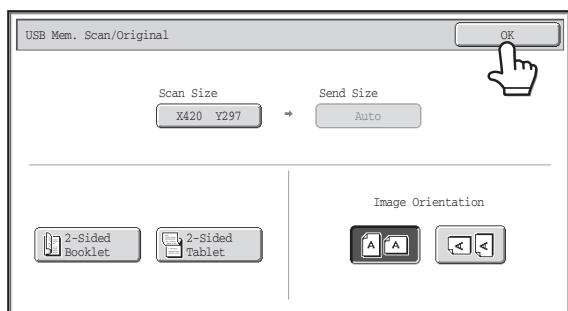 USB Mem. Scan/Original
OK
Scan Size
Send Size
X420 Y297
Auto
Image Orientation
2-Sided
Booklet
2-Sided
Tablet
A A
A A